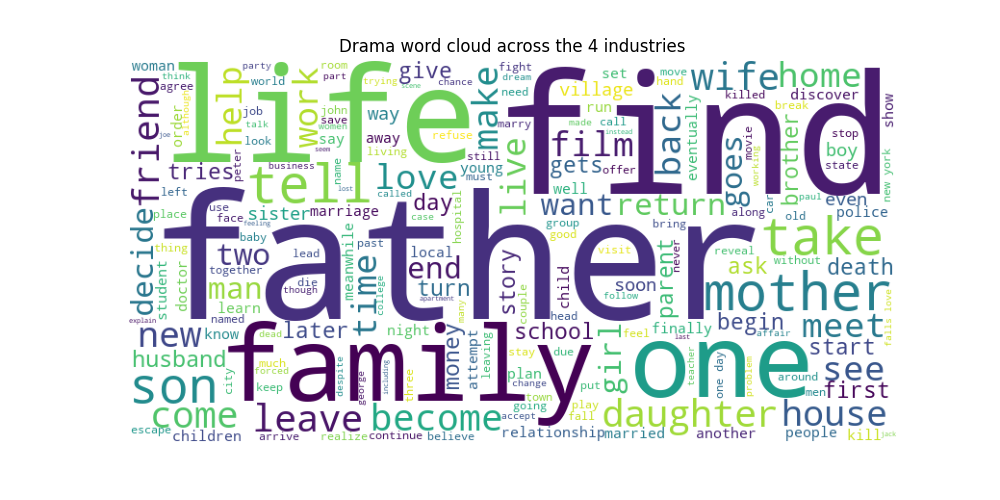 Drama word cloud across the 4 industries
life
find
father
family
one
woman
party
room
think
agree
world
part
trying
give
fight
chance
dream
scene
wife
home
set
move
hand
friend
order
although
help
job
talk
look
joe
work
john
save
women
say
seem
way
away
living
refuse
make
need
marry
village
run
made
call
instead
back
killed
discover
break
show
eventually
film
gets
offer
stop
boy
state
movie
working
goes
brother
new york
tries
peter
business
name
lost
tell
love
young
still
must
live
well
car
paul
even
left
use
face
feeling
called
day
case
hospital
want
return
group
good
along
bring
old
police
decide
place
thing
student
doctor
sister
marriage
baby
two
together
lead
meanwhile
past
local
end
story
child
couple
visit
soon
follow
parent
never
reveal
without
take
ask
death
man
die
though
learn
named
time
college
apartment
turn
many
head
mother
falls love
explain
new
know
dead
later
night
money
attempt
leaving
school
stay
due
girl
feel
finally
last
affair
begin
meet
start
husband
city
much
forced
keep
despite
george
including
three
plan
change
town
going
put
play
fall
accept
teacher
one day
problem
around
men
see
first
son
come
leave
become
daughter
house
escape
children
arrive
realize
continue
believe
relationship
married
another
people
kill
jack